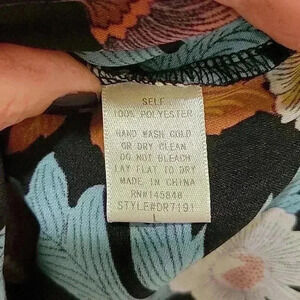 SELF
100% POLYESTER
HAND WASH COLD
OR DRY CLEAN
DO NOT BLEACH
LAY FLAT TO DRY
MADE IN CHINA
RN#145848
STYLE#DR7191
L